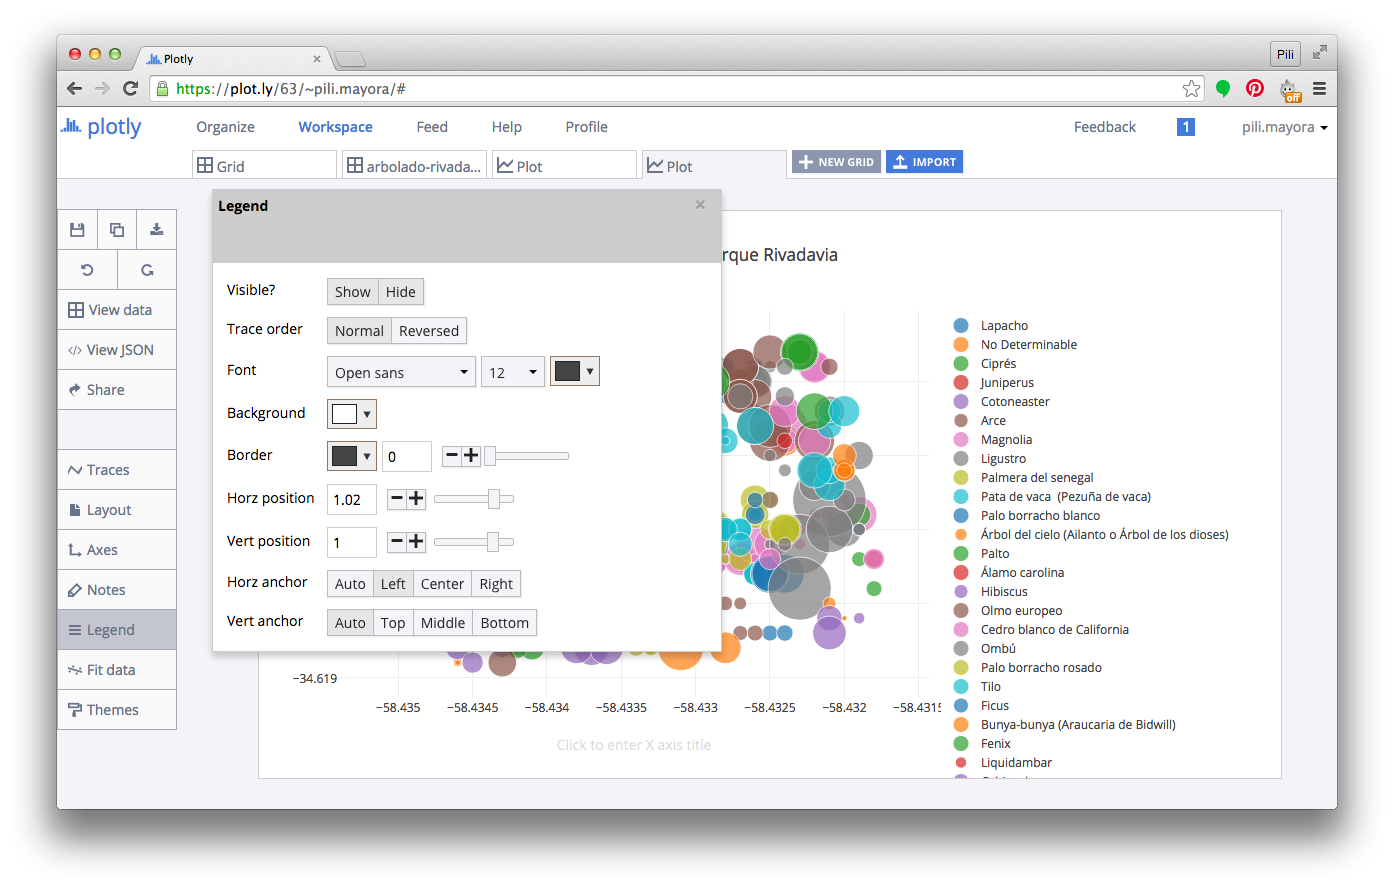 Plotly
Pili
https://plot.ly/63/~pili.mayora/#
off
plotly
Organize
Workspace
Feed
Help
Profile
Feedback
1
pili.mayora
Grid
arbolado-rivada...
Plot
Plot
NEW GRID
IMPORT
View data
View JSON
Share
Traces
Layout
Axes
Notes
Legend
Fit data
Themes
Legend
Visible?
Show Hide
Trace order
Normal Reversed
Font
Open sans
12
Background
Border
0
Horz position
1.02
Vert position
1
Horz anchor
Auto Left Center Right
Vert anchor
Auto Top Middle Bottom
rque Rivadavia
−34.619
−58.435
−58.4345
−58.434
−58.4335
−58.433
−58.4325
−58.432
−58.4315
Click to enter X axis title
Lapacho
No Determinable
Ciprés
Juniperus
Cotoneaster
Arce
Magnolia
Ligustro
Palmera del senegal
Pata de vaca (Pezuña de vaca)
Palo borracho blanco
Árbol del cielo (Ailanto o Árbol de los dioses)
Palto
Álamo carolina
Hibiscus
Olmo europeo
Cedro blanco de California
Ombú
Palo borracho rosado
Tilo
Ficus
Bunya-bunya (Araucaria de Bidwill)
Fenix
Liquidambar